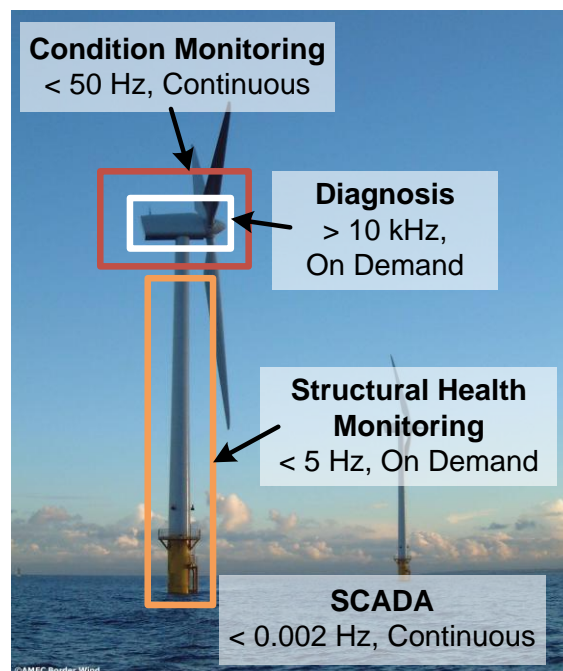 Condition Monitoring
< 50 Hz, Continuous
Diagnosis
> 10 kHz,
On Demand
Structural Health
Monitoring
< 5 Hz, On Demand
SCADA
< 0.002 Hz, Continuous
©AMEC Border Wind